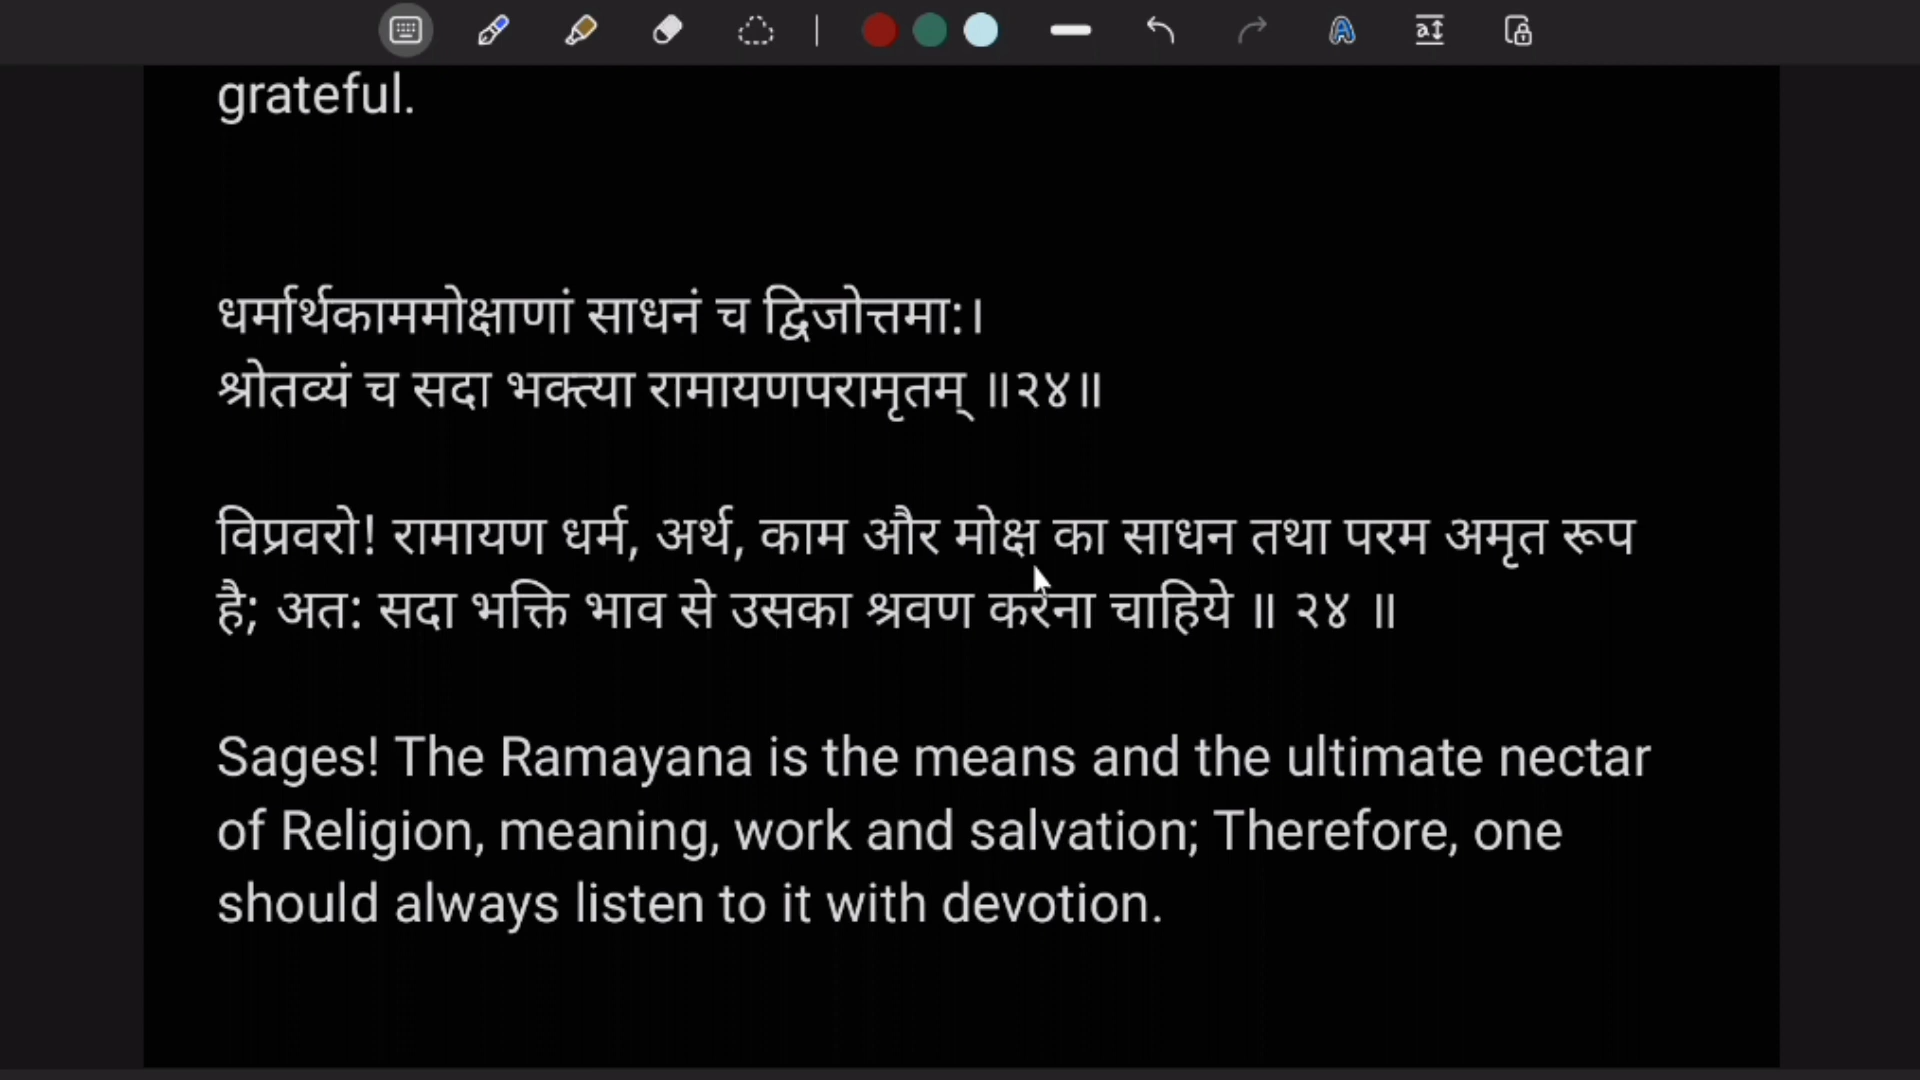 grateful.
धर्मार्थकाममोक्षाणां साधनं च द्विजोत्तमा:।
श्रोतव्यं च सदा भक्त्या रामायणपरामृतम् ॥२४॥
विप्रवरो! रामायण धर्म, अर्थ, काम और मोक्ष का साधन तथा परम अमृत रूप
है; अत: सदा भक्ति भाव से उसका श्रवण करना चाहिये ॥ २४ ॥
Sages! The Ramayana is the means and the ultimate nectar
of Religion, meaning, work and salvation; Therefore, one
should always listen to it with devotion.